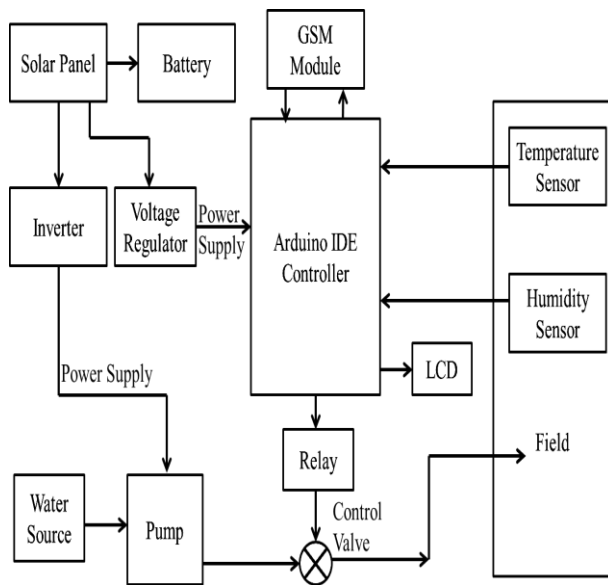 Solar Panel
Battery
GSM
Module
Temperature
Sensor
Inverter
Voltage
Regulator
Power
Supply
Arduino IDE
Controller
Humidity
Sensor
LCD
Power Supply
Relay
Field
Water
Source
Pump
Control
Valve